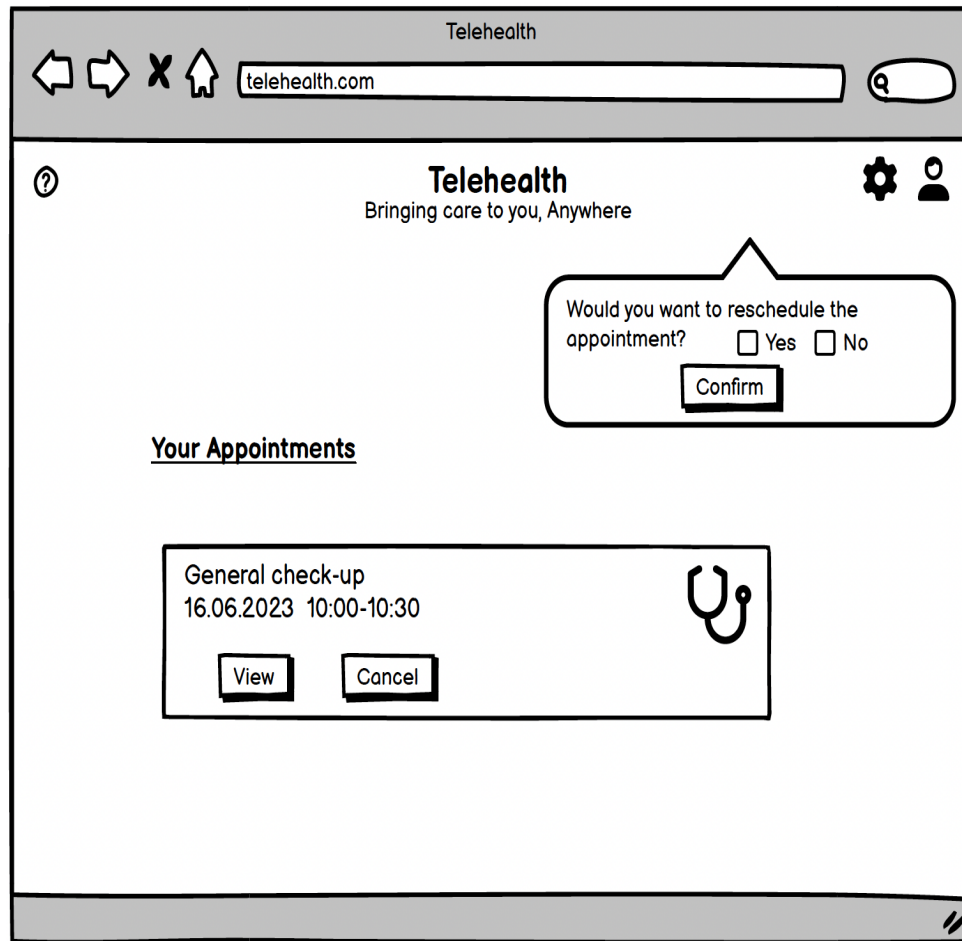 Telehealth
telehealth.com
Telehealth
Bringing care to you, Anywhere
Would you want to reschedule the
appointment? Yes No
Confirm
Your Appointments
General check-up
16.06.2023 10:00-10:30
View Cancel